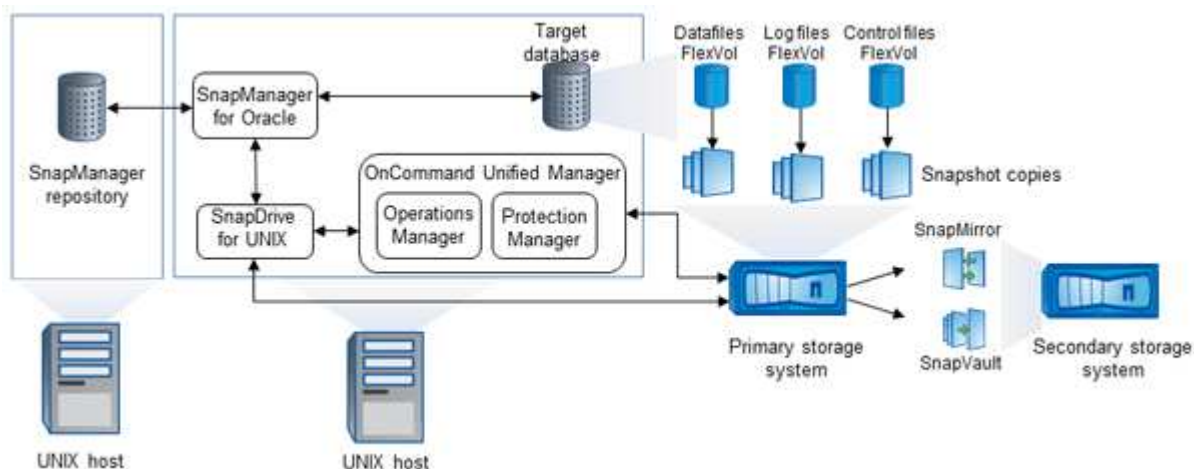 Target
database
Datafiles
FlexVol
Log files
FlexVol
Control files
FlexVol
SnapManager
for Oracle
SnapManager
repository
OnCommand Unified Manager
Operations
Manager
Protection
Manager
SnapDrive
for UNIX
Snapshot copies
SnapMirror
SnapVault
Primary storage
system
Secondary storage
system
UNIX host
UNIX host